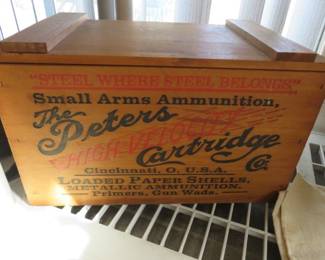 "STEEL WHERE STEEL BELONGS"
Small Arms Ammunition,
The Peters
HIGH VELOCITY
Cartridge Co.
Cincinnati, O. U.S.A.
LOADED PAPER SHELLS,
METALLIC AMMUNITION.
Primers, Gun Wads.